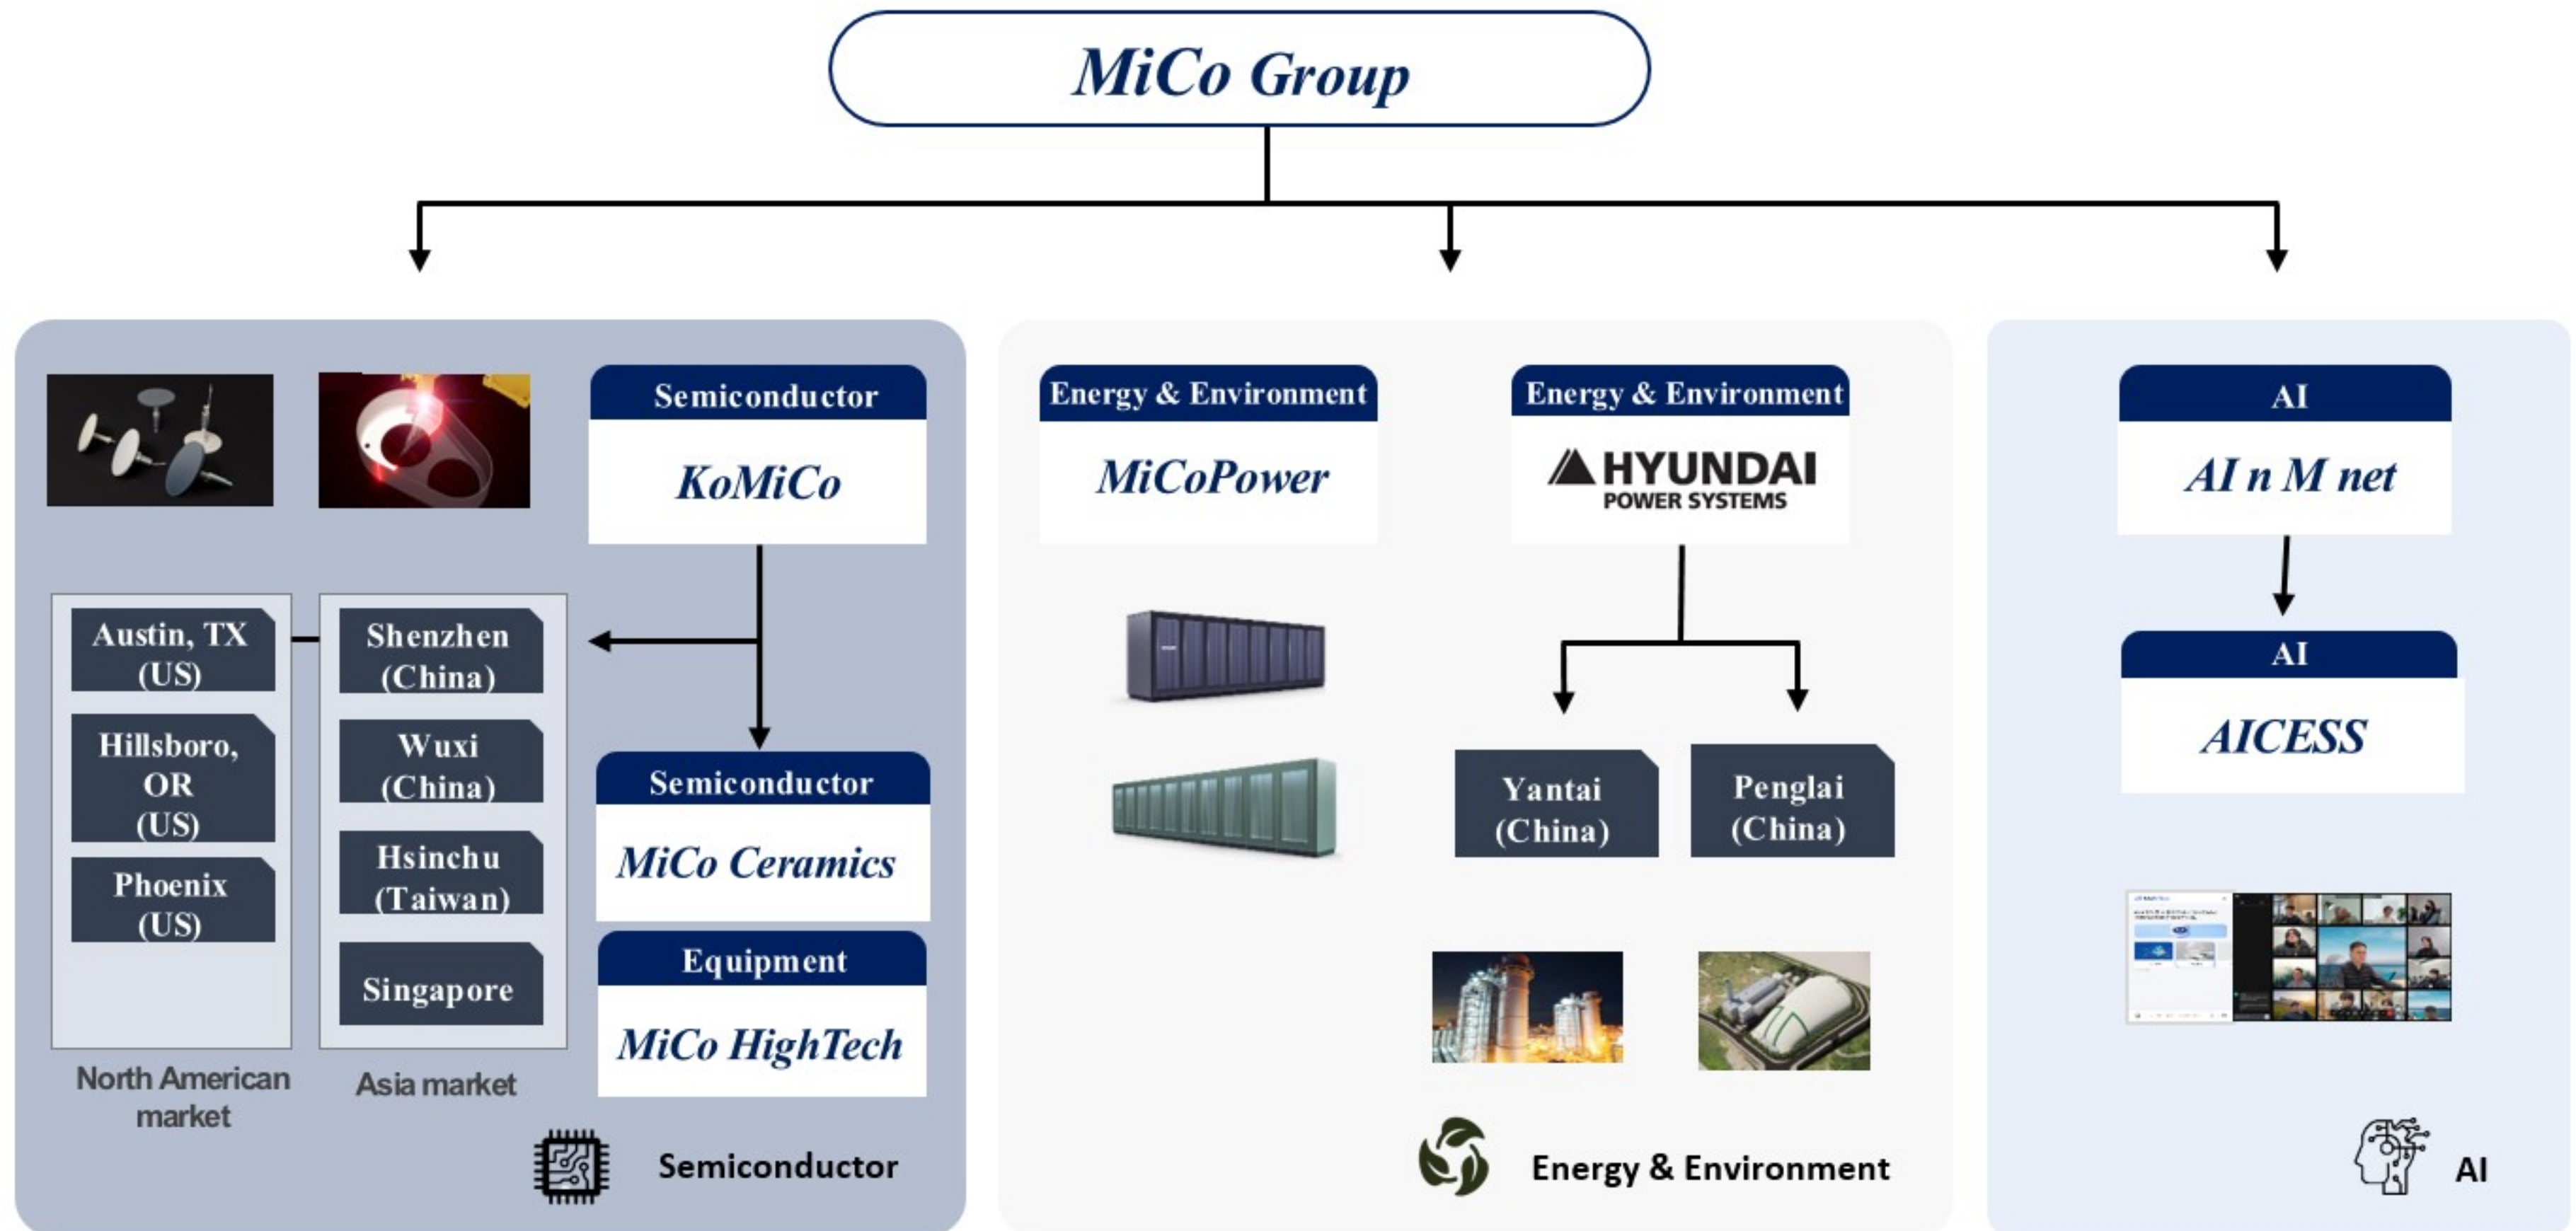 MiCo Group
Semiconductor
KoMiCo
Austin, TX
(US)
Hillsboro,
OR
(US)
Phoenix
(US)
North American
market
Shenzhen
(China)
Wuxi
(China)
Hsinchu
(Taiwan)
Singapore
Asia market
Semiconductor
MiCo Ceramics
Equipment
MiCo HighTech
Semiconductor
Energy & Environment
MiCoPower
Energy & Environment
HYUNDAI
POWER SYSTEMS
Yantai
(China)
Penglai
(China)
Energy & Environment
AI
AI n M net
AI
AICESS
AI